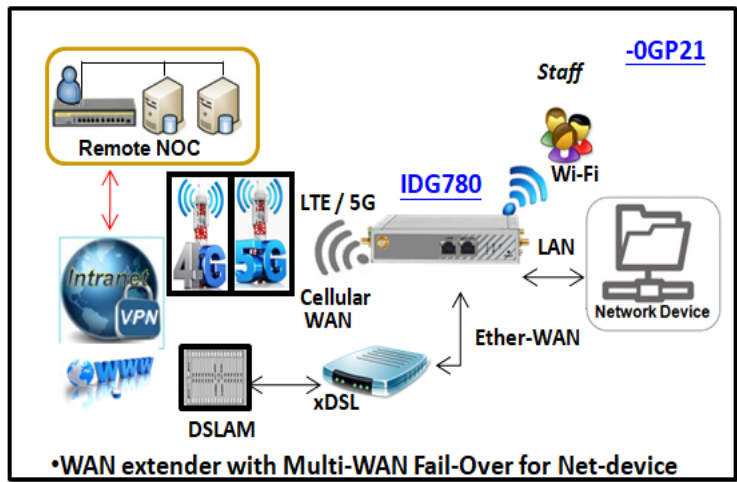 -0GP21
Staff
Remote NOC
Wi-Fi
IDG780
LTE / 5G
4G
5G
LAN
Intranet
VPN
Cellular
WAN
Network Device
Ether-WAN
WWW
xDSL
DSLAM
•WAN extender with Multi-WAN Fail-Over for Net-device